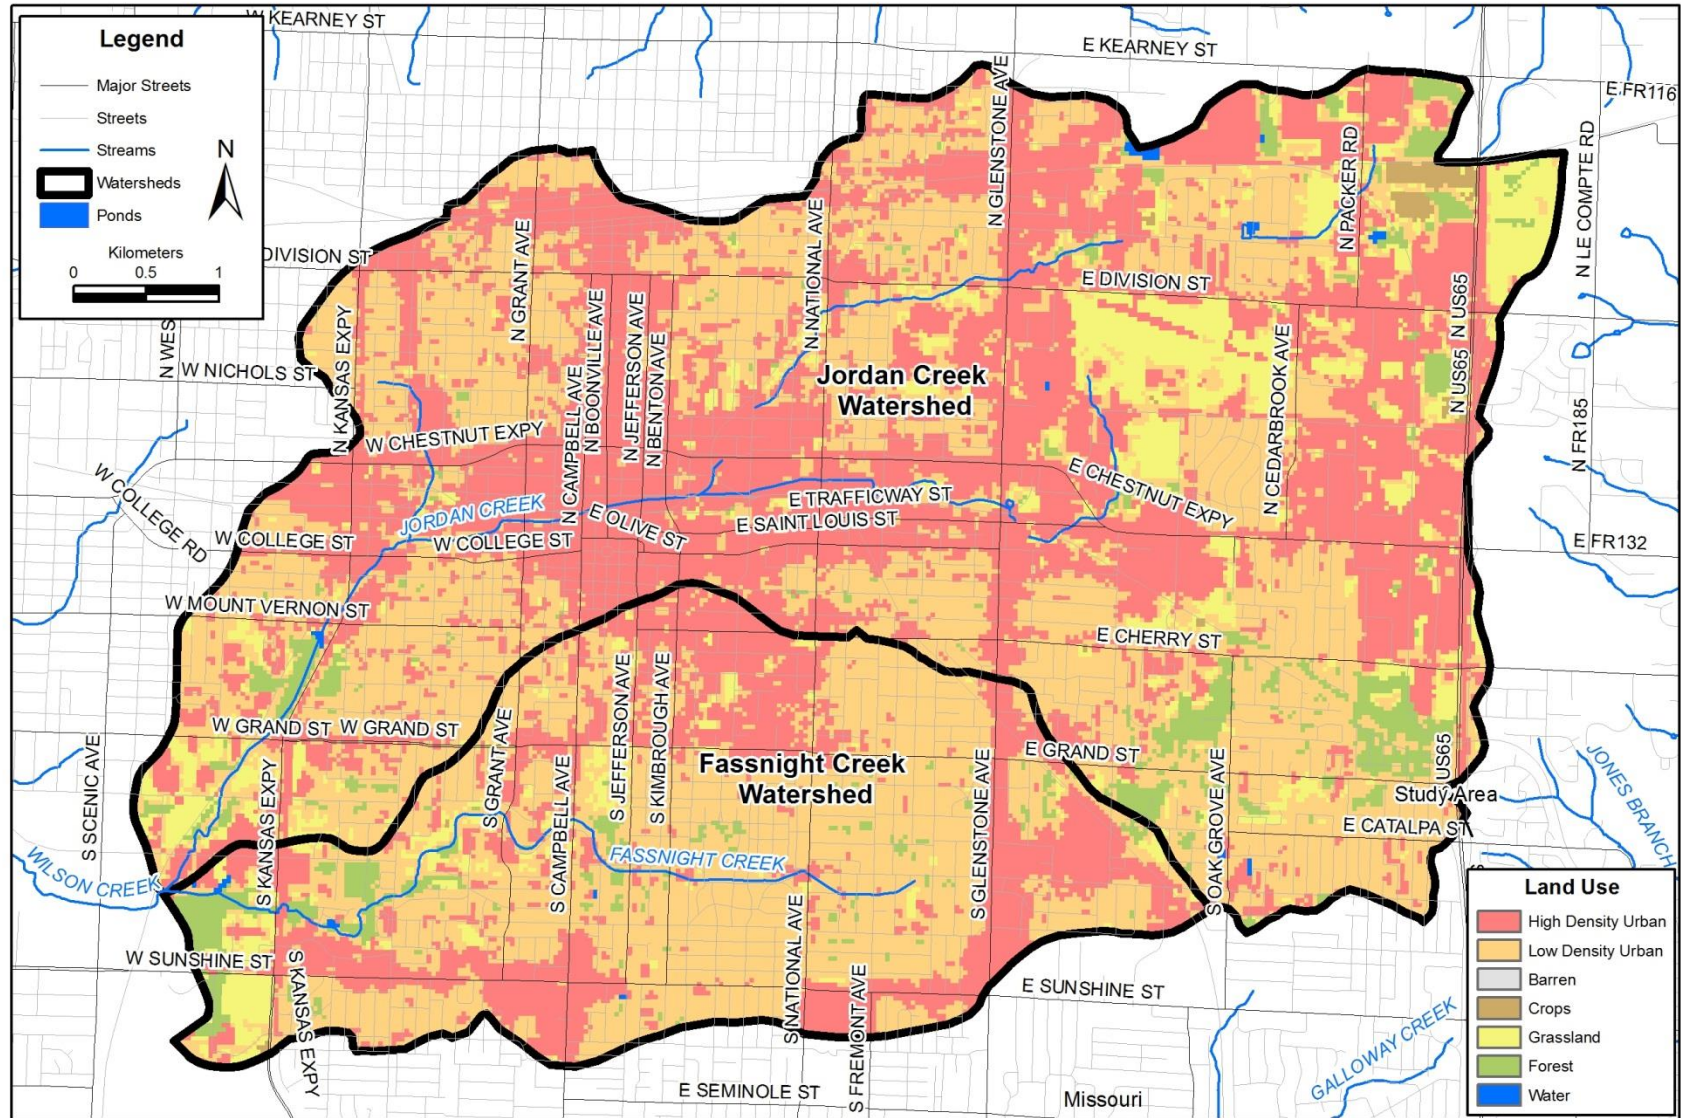 W KEARNEY ST
Legend
Major Streets
Streets
Streams
Watersheds
Ponds
N
Kilometers
0 0.5 1
E KEARNEY ST
E FR116
N GLENSTONE AVE
N PACKER RD
N LE COMPTE RD
DIVISION ST
N GRANT AVE
N NATIONAL AVE
E DIVISION ST
N US65
N WES
W NICHOLS ST
N KANSAS EXPY
N CAMPBELL AVE
N BOONVILLE AVE
N JEFFERSON AVE
N BENTON AVE
Jordan Creek
Watershed
N CEDARBROOK AVE
N US65
N FR185
W CHESTNUT EXPY
W COLLEGE RD
JORDAN CREEK
E TRAFFICWAY ST
E CHESTNUT EXPY
W COLLEGE ST
W COLLEGE ST
E OLIVE ST
E SAINT LOUIS ST
E FR132
W MOUNT VERNON ST
E CHERRY ST
S JEFFERSON AVE
S KIMBROUGH AVE
W GRAND ST
W GRAND ST
S GRANT AVE
E GRAND ST
Fassnight Creek
Watershed
S SCENIC AVE
S KANSAS EXPY
S CAMPBELL AVE
S GLENSTONE AVE
S OAK GROVE AVE
US65
Study Area
E CATALPA ST
JONES BRANCH
WILSON CREEK
FASSNIGHT CREEK
W SUNSHINE ST
S KANSAS EXPY
S NATIONAL AVE
S FREMONT AVE
E SUNSHINE ST
E SEMINOLE ST
Missouri
GALLOWAY CREEK
Land Use
High Density Urban
Low Density Urban
Barren
Crops
Grassland
Forest
Water